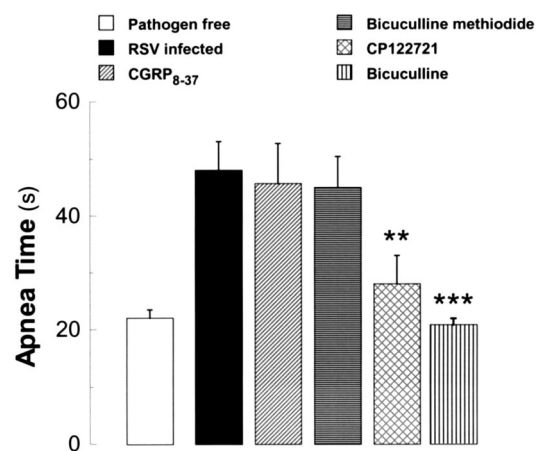 Pathogen free
RSV infected
CGRP8-37
Bicuculline methiodide
CP122721
Bicuculline
Apnea Time (s)
60
40
20
0
**
***